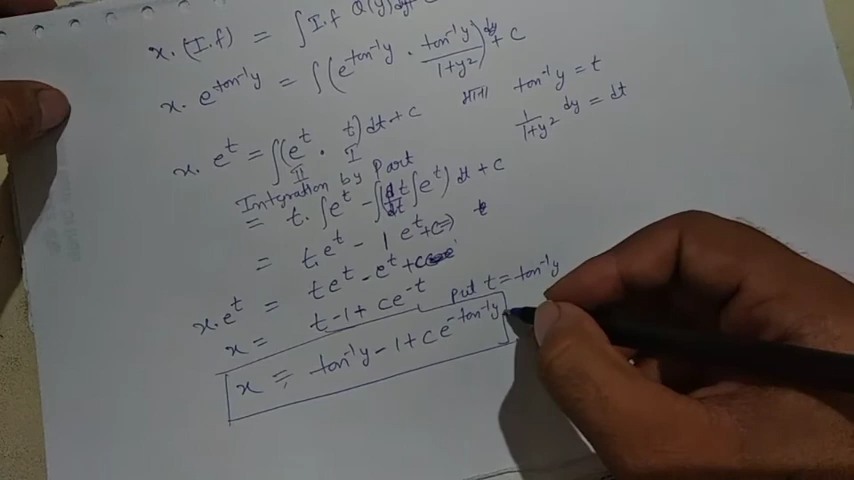 x. (I.f) = ∫ I.f Q(y) dy +
x. e^{tan⁻¹y} = ∫ (e^{tan⁻¹y} . tan⁻¹y / 1+y²) dy + C
माना tan⁻¹y = t
1/1+y² dy = dt
x. e^t = ∫ (e^t . t) dt + C
II I
Integration by Part
= t. ∫e^t - ∫(dt/dt ∫e^t) dt + C
= t. e^t - 1 e^t + C
x. e^t = te^t - e^t + C
x = t - 1 + ce^{-t} put t = tan⁻¹y
x = tan⁻¹y - 1 + c e^{-tan⁻¹y}